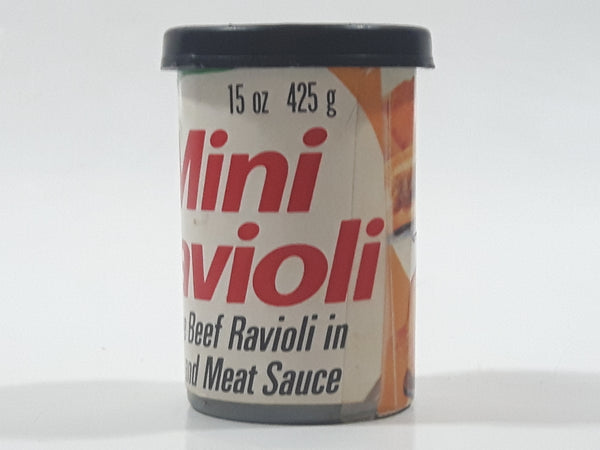 15 oz 425 g
Mini
avioli
Beef Ravioli in
nd Meat Sauce